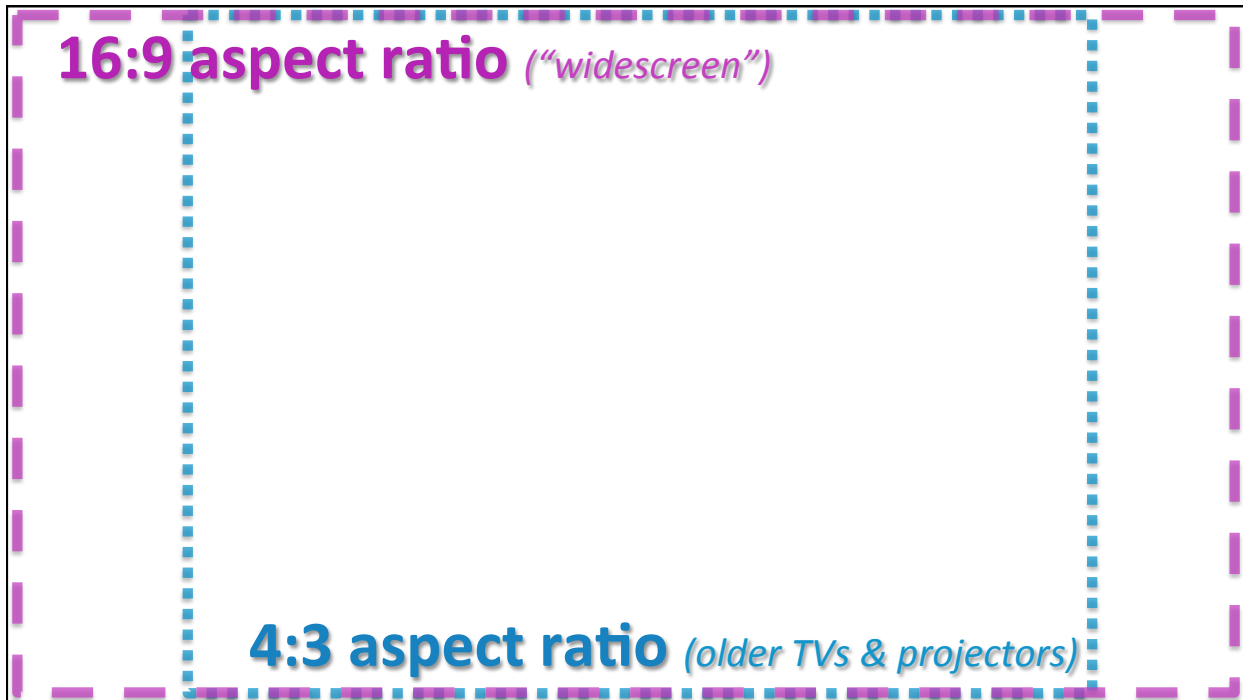 16:9 aspect ratio (“widescreen”)
4:3 aspect ratio (older TVs & projectors)